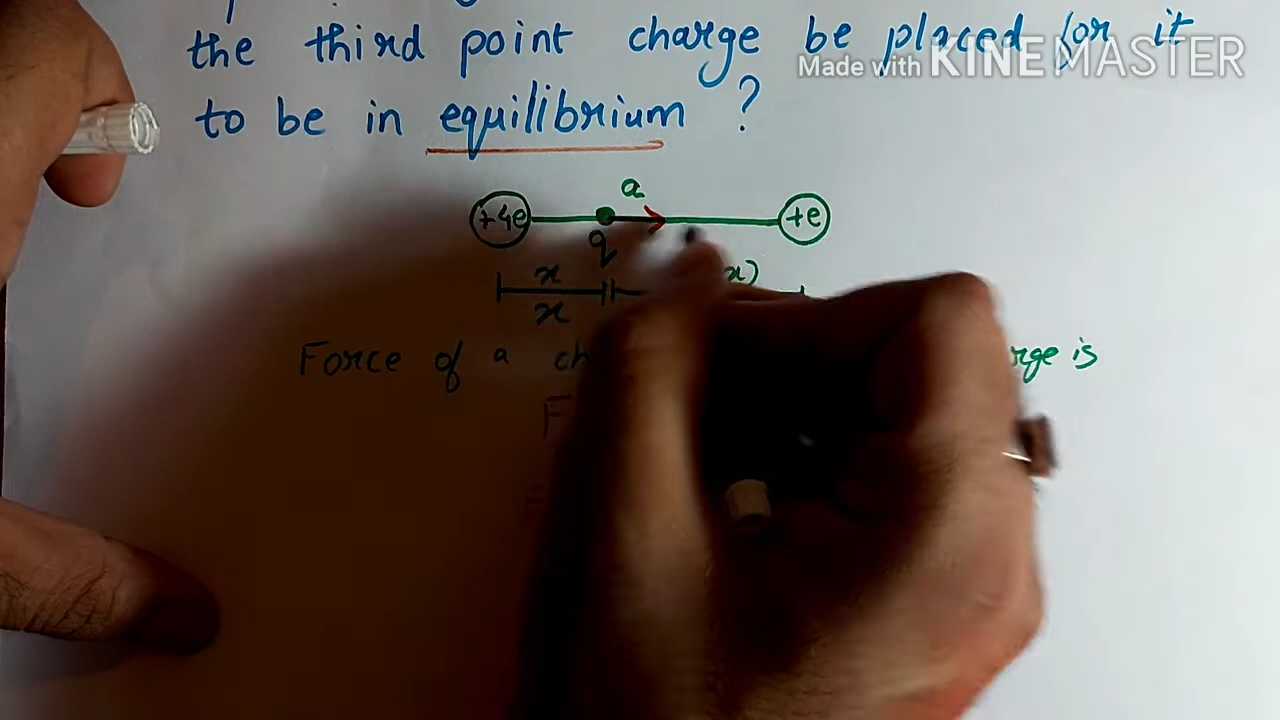 the third point charge be placed for it
Made with KINEMASTER
to be in equilibrium ?
a
+4e +e
q
x x)
x
Force of a ch rge is
F